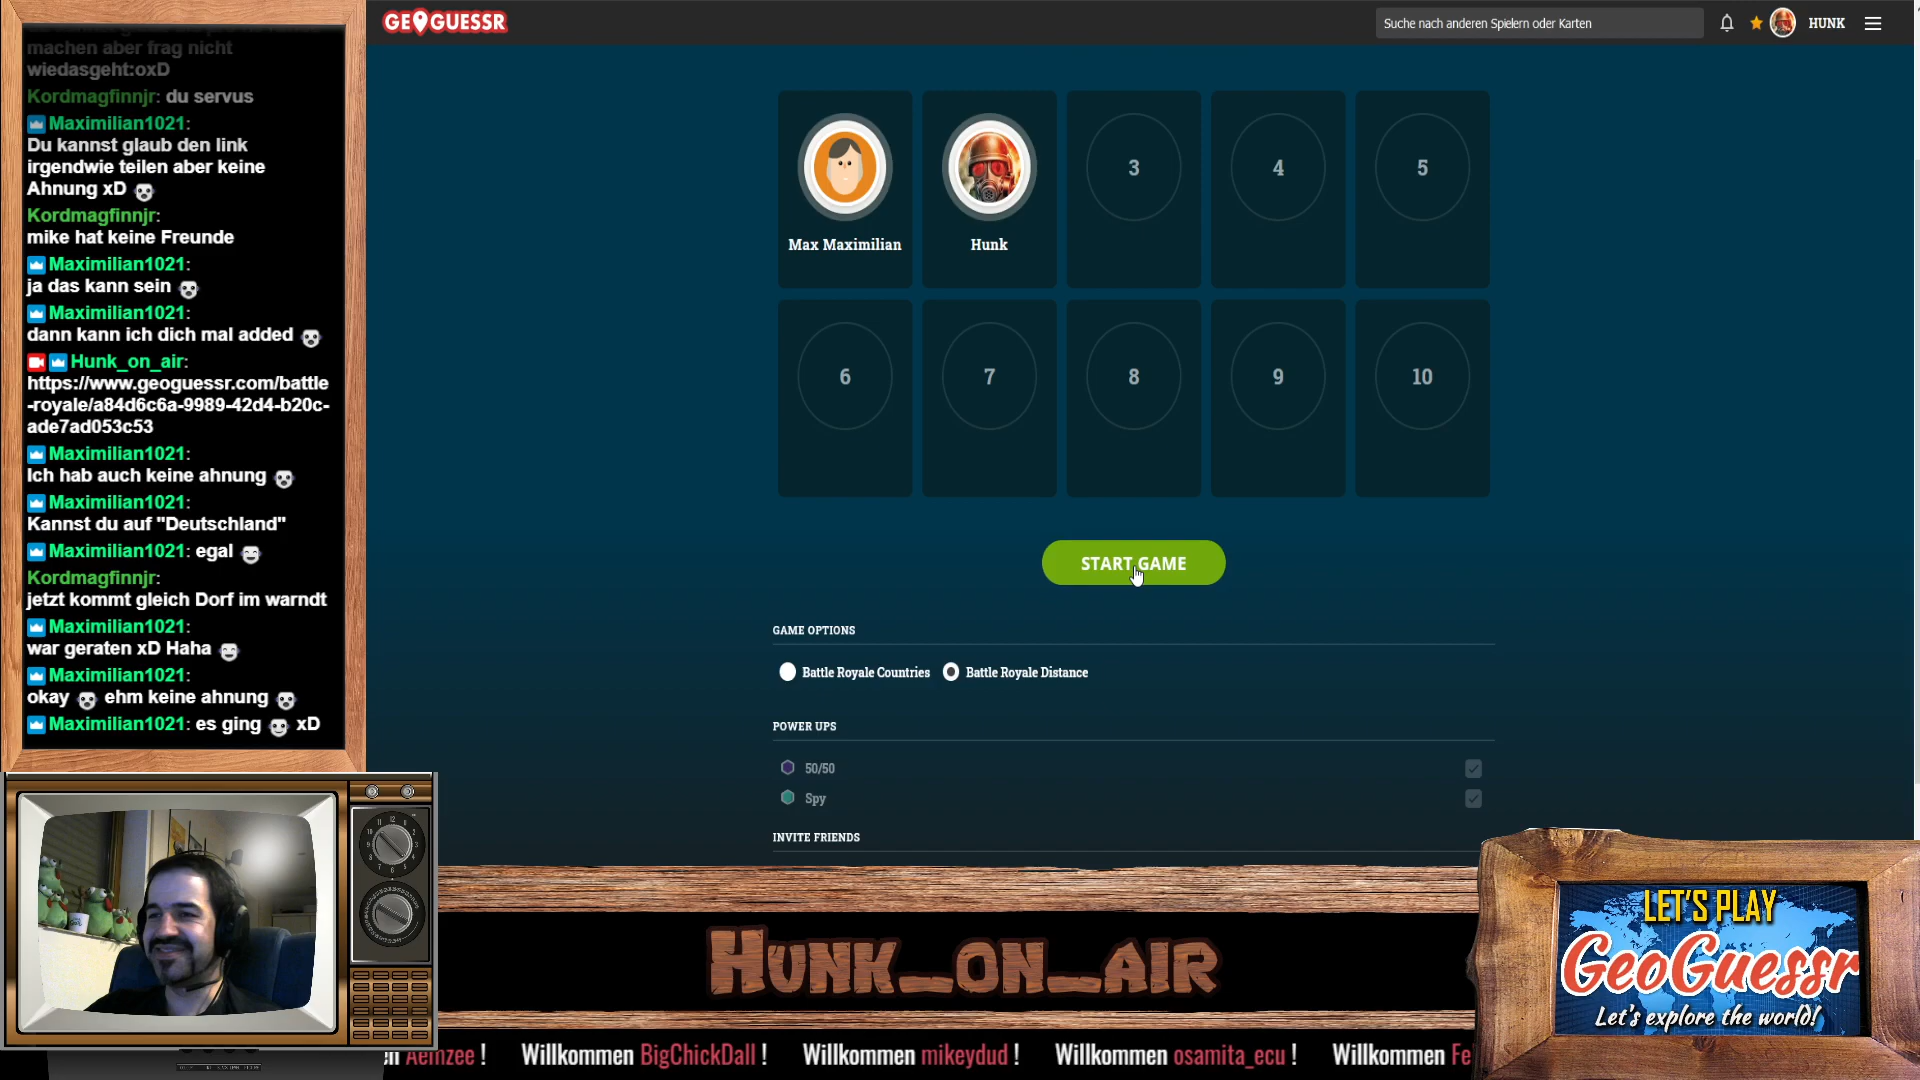 machen aber frag nicht
wiedasgeht:oxD
Kordmagfinnjr: du servus
Maximilian1021:
Du kannst glaub den link
irgendwie teilen aber keine
Ahnung xD
Kordmagfinnjr:
mike hat keine Freunde
Maximilian1021:
ja das kann sein
Maximilian1021:
dann kann ich dich mal added
Hunk_on_air:
https://www.geoguessr.com/battle
-royale/a84d6c6a-9989-42d4-b20c-
ade7ad053c53
Maximilian1021:
Ich hab auch keine ahnung
Maximilian1021:
Kannst du auf "Deutschland"
Maximilian1021: egal
Kordmagfinnjr:
jetzt kommt gleich Dorf im warndt
Maximilian1021:
war geraten xD Haha
Maximilian1021:
okay ehm keine ahnung
Maximilian1021: es ging xD
GEOGUESSR
Suche nach anderen Spielern oder Karten
HUNK
Max Maximilian
Hunk
3
4
5
6
7
8
9
10
START GAME
GAME OPTIONS
Battle Royale Countries
Battle Royale Distance
POWER UPS
50/50
Spy
INVITE FRIENDS
Hunk_on_air
LET'S PLAY
GeoGuessr
Let's explore the world!
Aemzee ! Willkommen BigChickDall ! Willkommen mikeydud ! Willkommen osamita_ecu ! Willkommen Fe